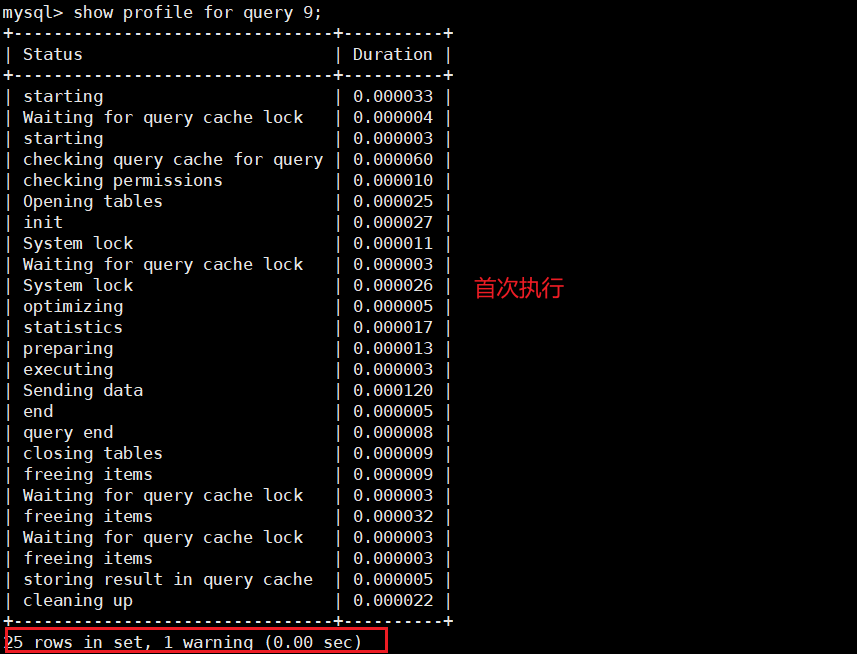 mysql> show profile for query 9;
+--------------------------------+----------+
| Status                         | Duration |
+--------------------------------+----------+
| starting                       | 0.000033 |
| Waiting for query cache lock   | 0.000004 |
| starting                       | 0.000003 |
| checking query cache for query | 0.000060 |
| checking permissions           | 0.000010 |
| Opening tables                 | 0.000025 |
| init                           | 0.000027 |
| System lock                    | 0.000011 |
| Waiting for query cache lock   | 0.000003 |
| System lock                    | 0.000026 |
首次执行
| optimizing                     | 0.000005 |
| statistics                     | 0.000017 |
| preparing                      | 0.000013 |
| executing                      | 0.000003 |
| Sending data                   | 0.000120 |
| end                            | 0.000005 |
| query end                      | 0.000008 |
| closing tables                 | 0.000009 |
| freeing items                  | 0.000009 |
| Waiting for query cache lock   | 0.000003 |
| freeing items                  | 0.000032 |
| Waiting for query cache lock   | 0.000003 |
| freeing items                  | 0.000003 |
| storing result in query cache  | 0.000005 |
| cleaning up                    | 0.000022 |
+--------------------------------+----------+
25 rows in set, 1 warning (0.00 sec)